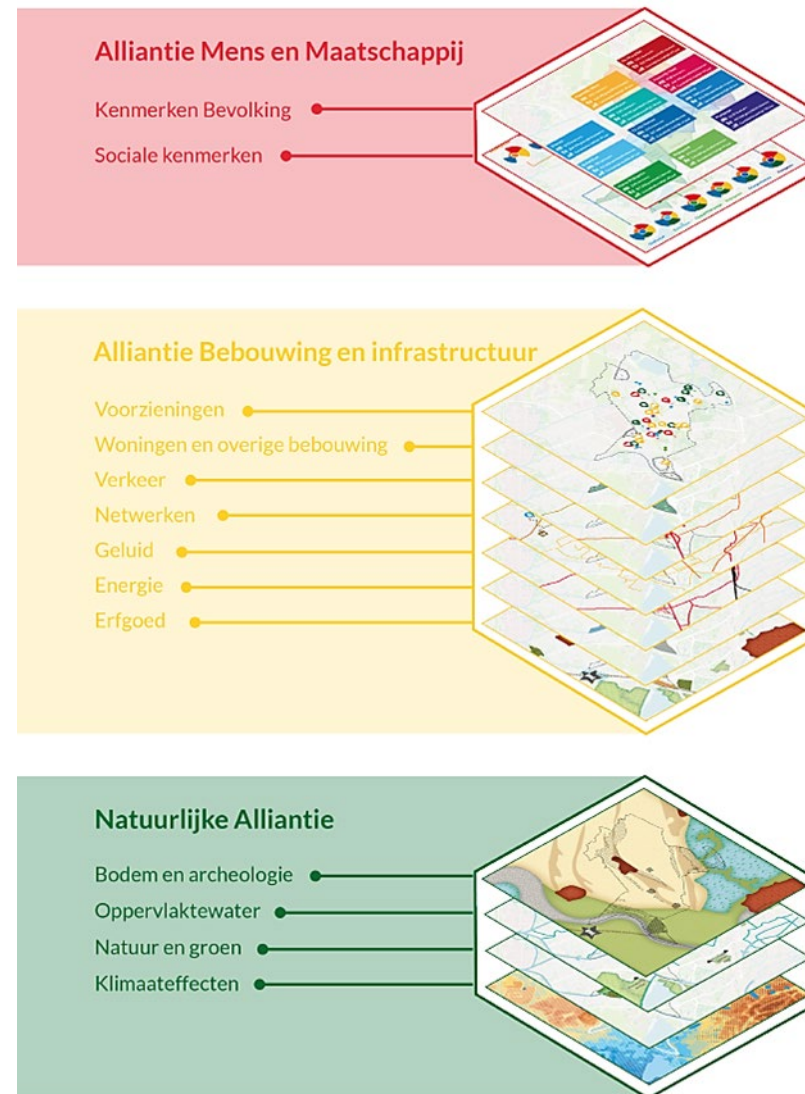 Alliantie Mens en Maatschappij
Kenmerken Bevolking
Sociale kenmerken
Alliantie Bebouwing en infrastructuur
Voorzieningen
Woningen en overige bebouwing
Verkeer
Netwerken
Geluid
Energie
Erfgoed
Natuurlijke Alliantie
Bodem en archeologie
Oppervlaktewater
Natuur en groen
Klimaateffecten